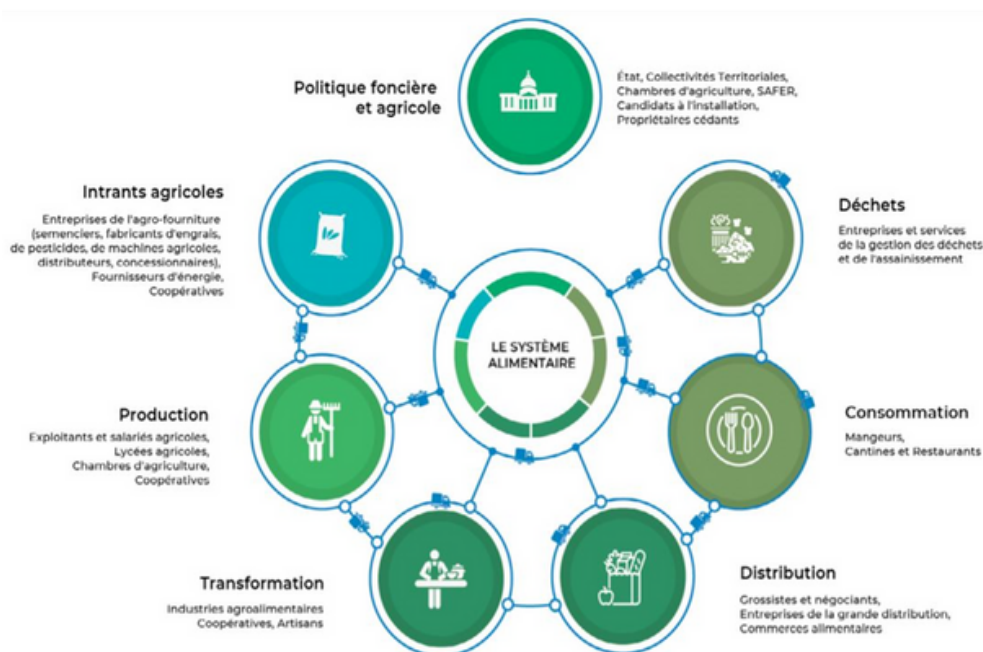 Politique foncière
et agricole
État, Collectivités Territoriales,
Chambres d'agriculture, SAFER,
Candidats à l'installation,
Propriétaires cédants
Intrants agricoles
Entreprises de l'agro-fourniture
(semenciers, fabricants d'engrais,
de pesticides, de machines agricoles,
distributeurs, concessionnaires),
Fournisseurs d'énergie,
Coopératives
Déchets
Entreprises et services
de la gestion des déchets
et de l'assainissement
LE SYSTÈME
ALIMENTAIRE
Production
Exploitants et salariés agricoles,
Lycées agricoles,
Chambres d'agriculture,
Coopératives
Consommation
Mangeurs,
Cantines et Restaurants
Transformation
Industries agroalimentaires
Coopératives, Artisans
Distribution
Grossistes et négociants,
Entreprises de la grande distribution,
Commerces alimentaires